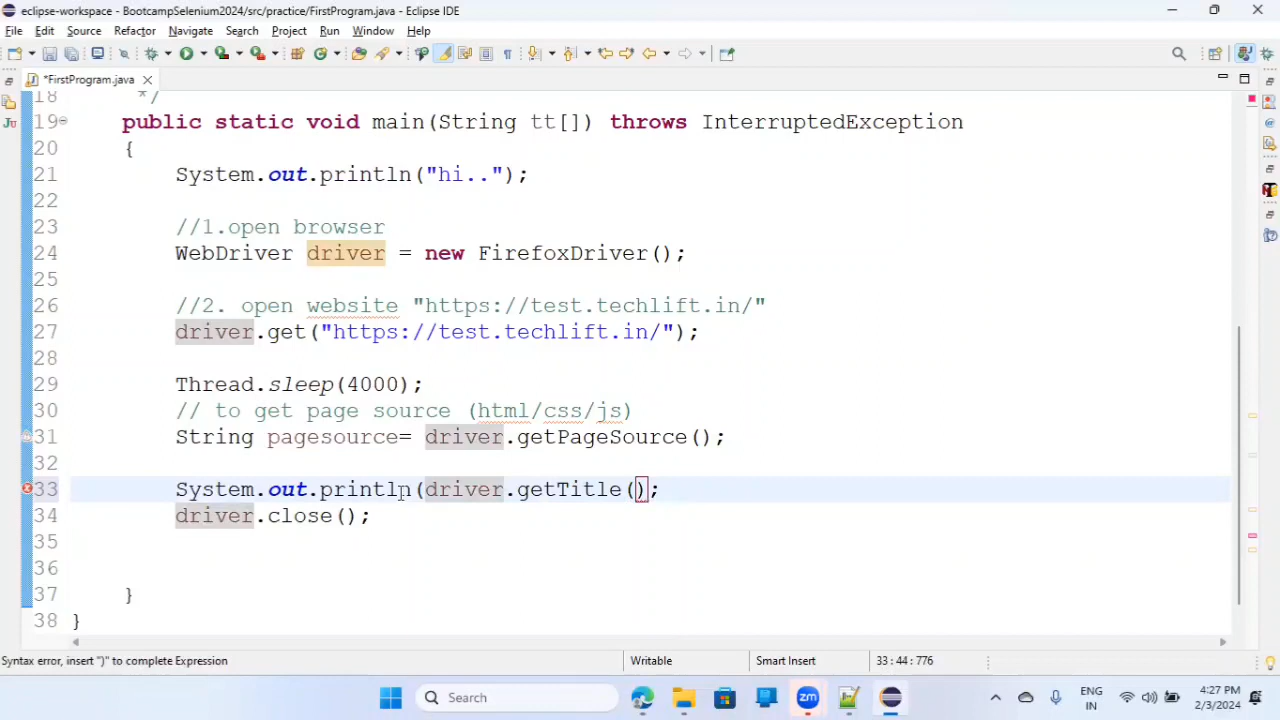 eclipse-workspace - BootcampSelenium2024/src/practice/FirstProgram.java - Eclipse IDE
File Edit Source Refactor Navigate Search Project Run Window Help
*FirstProgram.java
18 */
19 public static void main(String tt[]) throws InterruptedException
20 {
21 System.out.println("hi..");
22
23 //1.open browser
24 WebDriver driver = new FirefoxDriver();
25
26 //2. open website "https://test.techlift.in/"
27 driver.get("https://test.techlift.in/");
28
29 Thread.sleep(4000);
30 // to get page source (html/css/js)
31 String pagesource= driver.getPageSource();
32
33 System.out.println(driver.getTitle();
34 driver.close();
35
36
37 }
38 }
Syntax error, insert ")" to complete Expression Writable Smart Insert 33 : 44 : 776
Search zm ENG IN 4:27 PM 2/3/2024